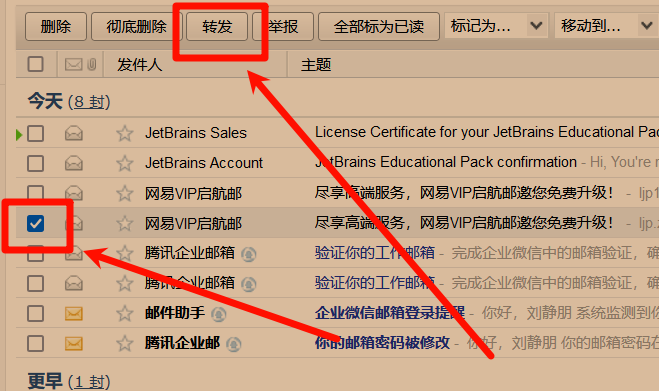 删除 彻底删除 转发 举报 全部标为已读 标记为... 移动到...
发件人 主题
今天 (8 封)
JetBrains Sales License Certificate for your JetBrains Educational Pac
JetBrains Account JetBrains Educational Pack confirmation - Hi, You're r
网易VIP启航邮 尽享高端服务，网易VIP启航邮邀您免费升级！ - ljp1
网易VIP启航邮 尽享高端服务，网易VIP启航邮邀您免费升级！ - ljp.z
腾讯企业邮箱 验证你的工作邮箱 - 完成企业微信中的邮箱验证，确
腾讯企业邮箱 验证你的工作邮箱 - 完成企业微信中的邮箱验证，确
邮件助手 企业微信邮箱登录提醒 - 你好，刘静朋 系统监测到你
腾讯企业邮 你的邮箱密码被修改 - 你好，刘静朋 你的邮箱密码在
更早 (1 封)